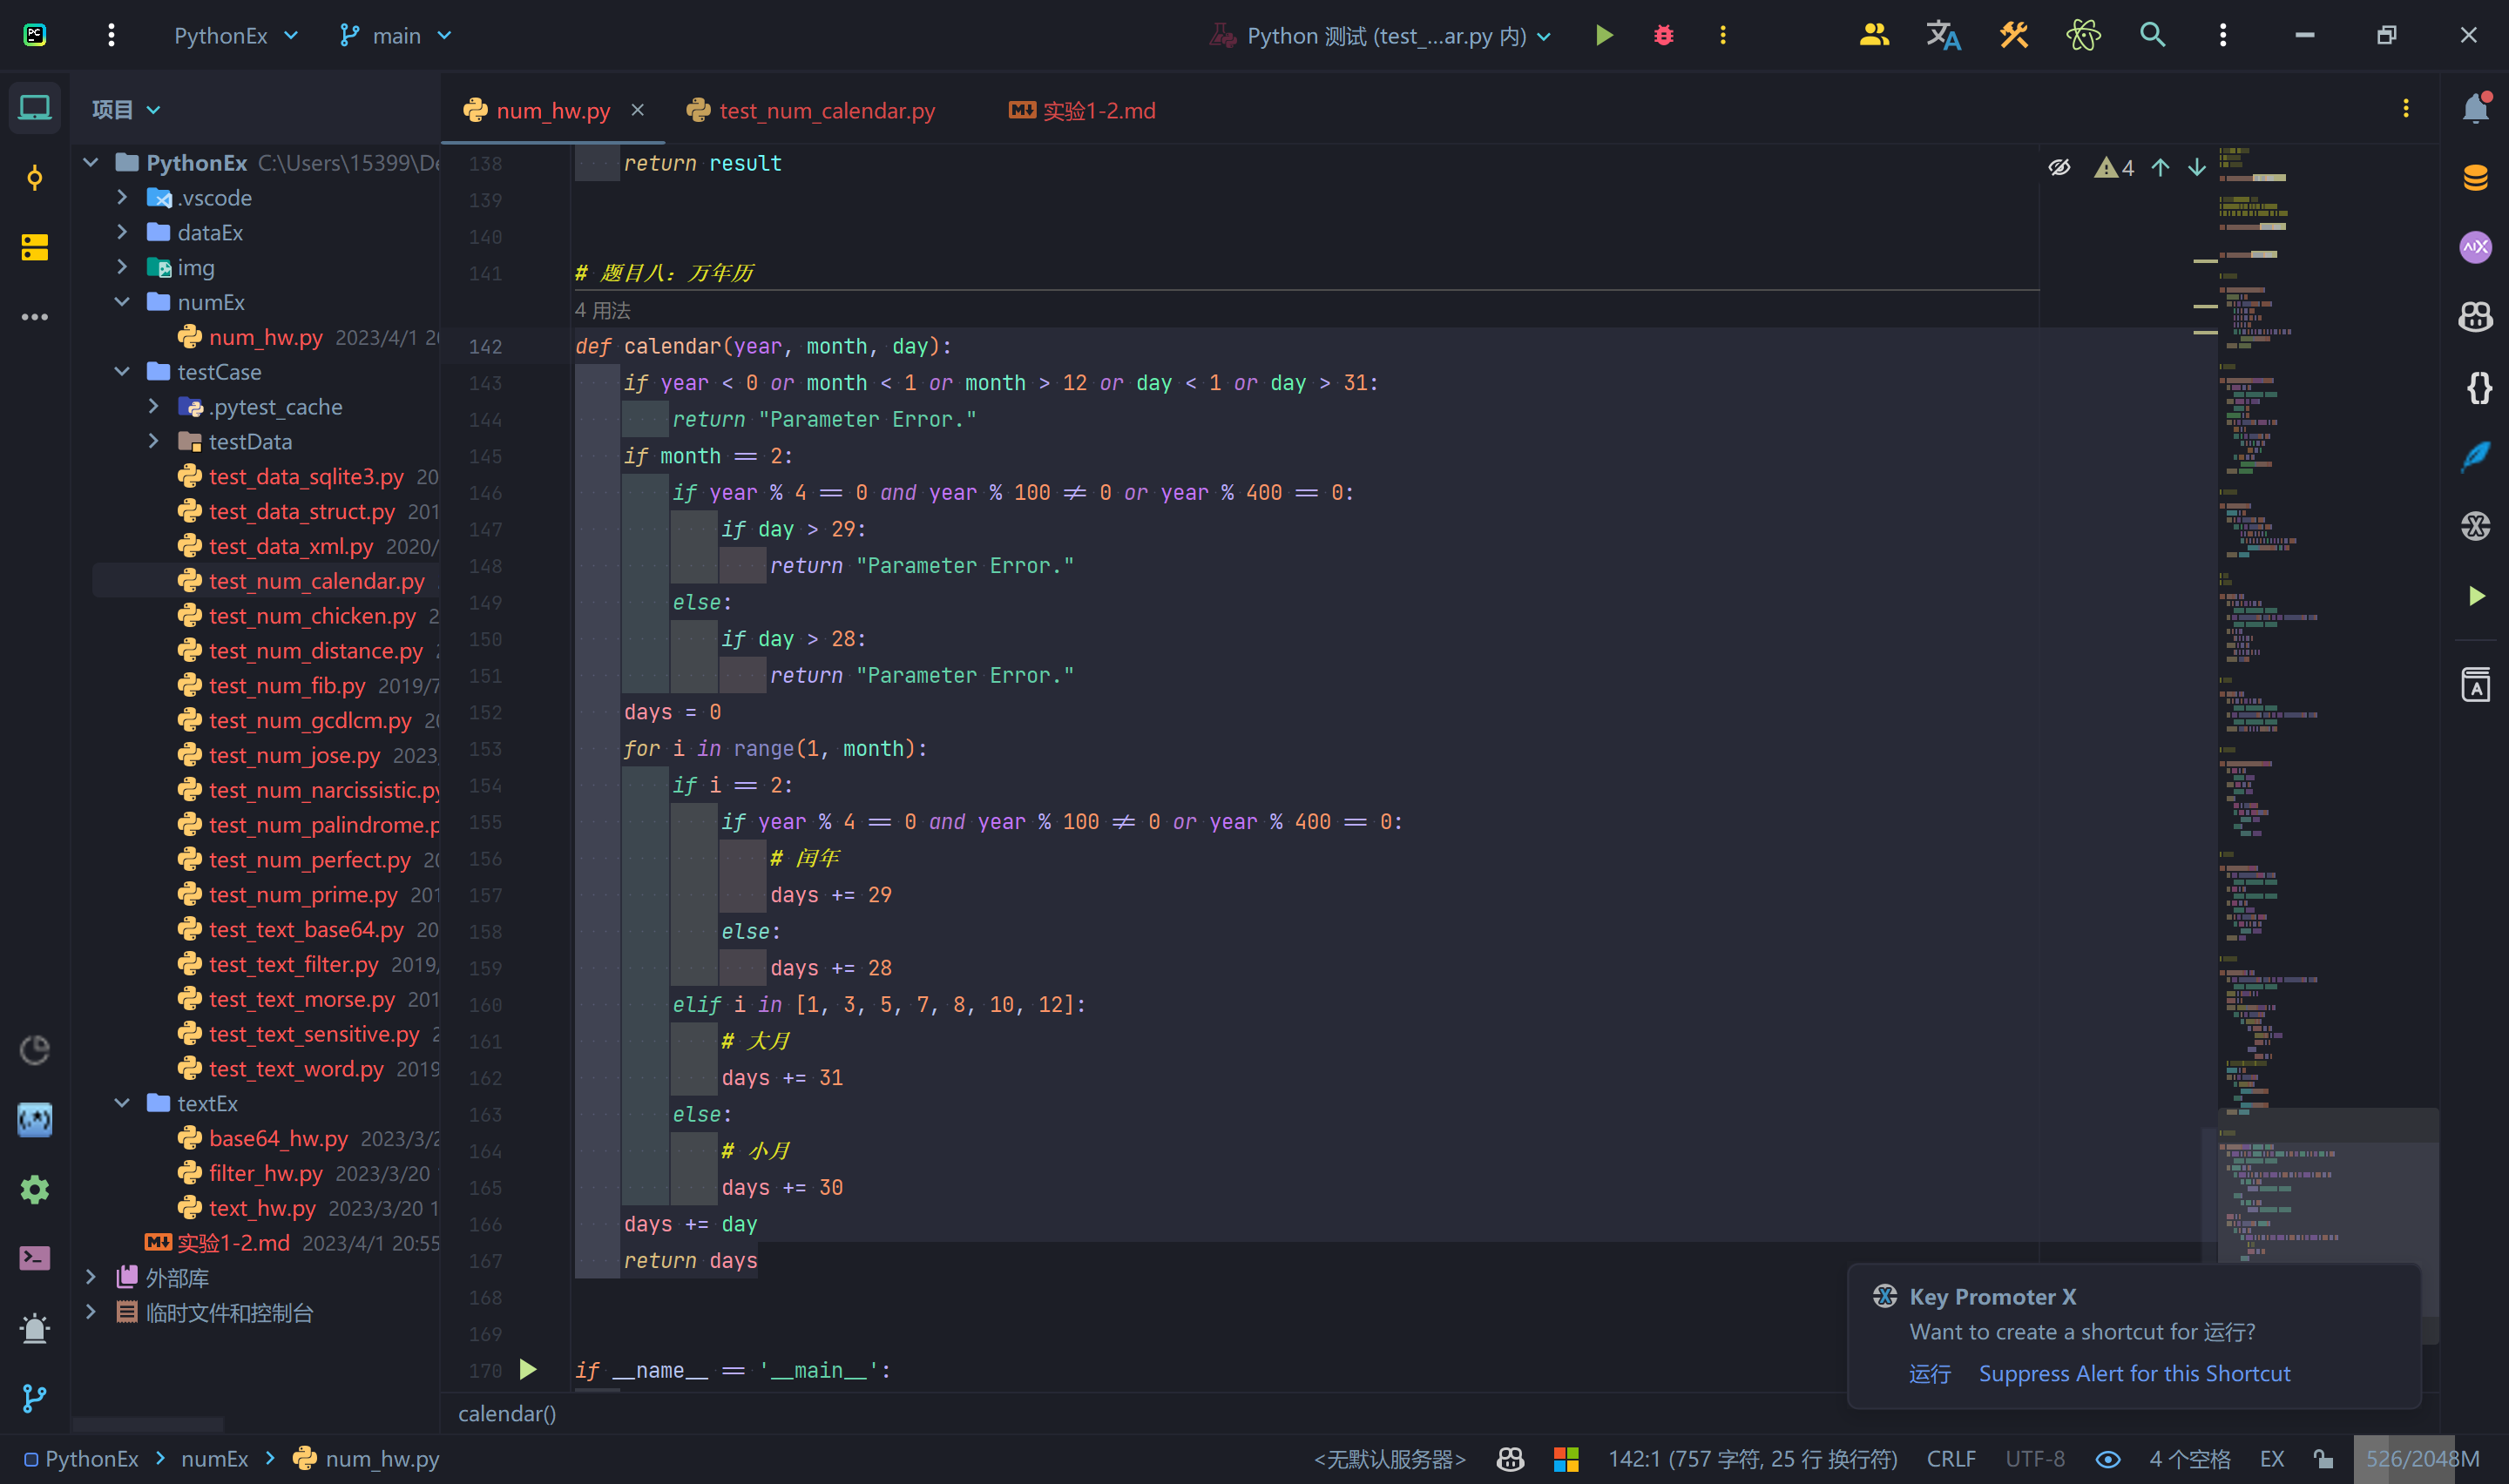 PythonEx
main
Python 测试 (test_...ar.py 内)
项目
num_hw.py
test_num_calendar.py
实验1-2.md
PythonEx C:\Users\15399\De
.vscode
dataEx
img
numEx
num_hw.py 2023/4/1 20
testCase
.pytest_cache
testData
test_data_sqlite3.py 20
test_data_struct.py 201
test_data_xml.py 2020/
test_num_calendar.py
test_num_chicken.py 2
test_num_distance.py
test_num_fib.py 2019/7
test_num_gcdlcm.py 20
test_num_jose.py 2023
test_num_narcissistic.py
test_num_palindrome.p
test_num_perfect.py 20
test_num_prime.py 201
test_text_base64.py 20
test_text_filter.py 2019/
test_text_morse.py 201
test_text_sensitive.py 2
test_text_word.py 2019
textEx
base64_hw.py 2023/3/2
filter_hw.py 2023/3/20 1
text_hw.py 2023/3/20 1
实验1-2.md 2023/4/1 20:55
外部库
临时文件和控制台
138 return result
139
140
141 # 题目八: 万年历
4 用法
142 def calendar(year, month, day):
143 if year < 0 or month < 1 or month > 12 or day < 1 or day > 31:
144 return "Parameter Error."
145 if month == 2:
146 if year % 4 == 0 and year % 100 != 0 or year % 400 == 0:
147 if day > 29:
148 return "Parameter Error."
149 else:
150 if day > 28:
151 return "Parameter Error."
152 days = 0
153 for i in range(1, month):
154 if i == 2:
155 if year % 4 == 0 and year % 100 != 0 or year % 400 == 0:
156 # 闰年
157 days += 29
158 else:
159 days += 28
160 elif i in [1, 3, 5, 7, 8, 10, 12]:
161 # 大月
162 days += 31
163 else:
164 # 小月
165 days += 30
166 days += day
167 return days
168
169
170 if __name__ == '__main__':
4
Key Promoter X
Want to create a shortcut for 运行?
运行 Suppress Alert for this Shortcut
calendar()
PythonEx > numEx > num_hw.py
<无默认服务器>
142:1 (757 字符, 25 行 换行符)
CRLF
UTF-8
4 个空格
EX
526/2048M